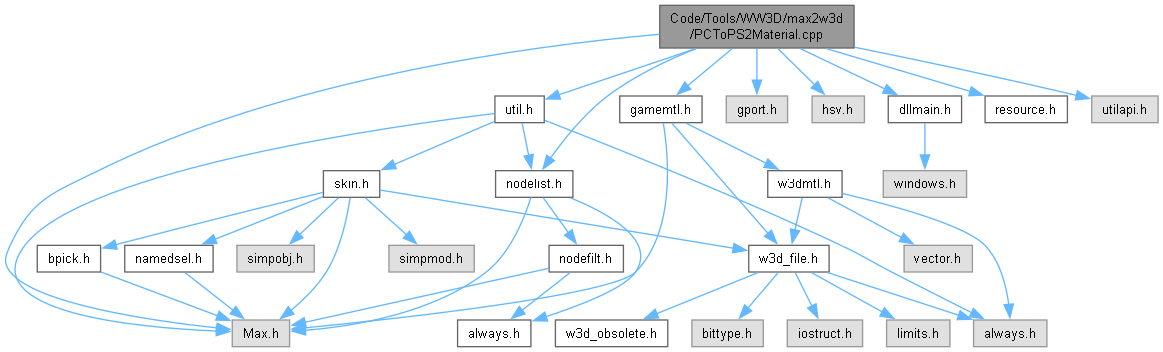 Code/Tools/WW3D/max2w3d
/PCToPS2Material.cpp
util.h
gamemtl.h
gport.h
hsv.h
dllmain.h
resource.h
utilapi.h
skin.h
nodelist.h
w3dmtl.h
windows.h
bpick.h
namedsel.h
simpobj.h
simpmod.h
nodefilt.h
w3d_file.h
vector.h
Max.h
always.h
w3d_obsolete.h
bittype.h
iostruct.h
limits.h
always.h